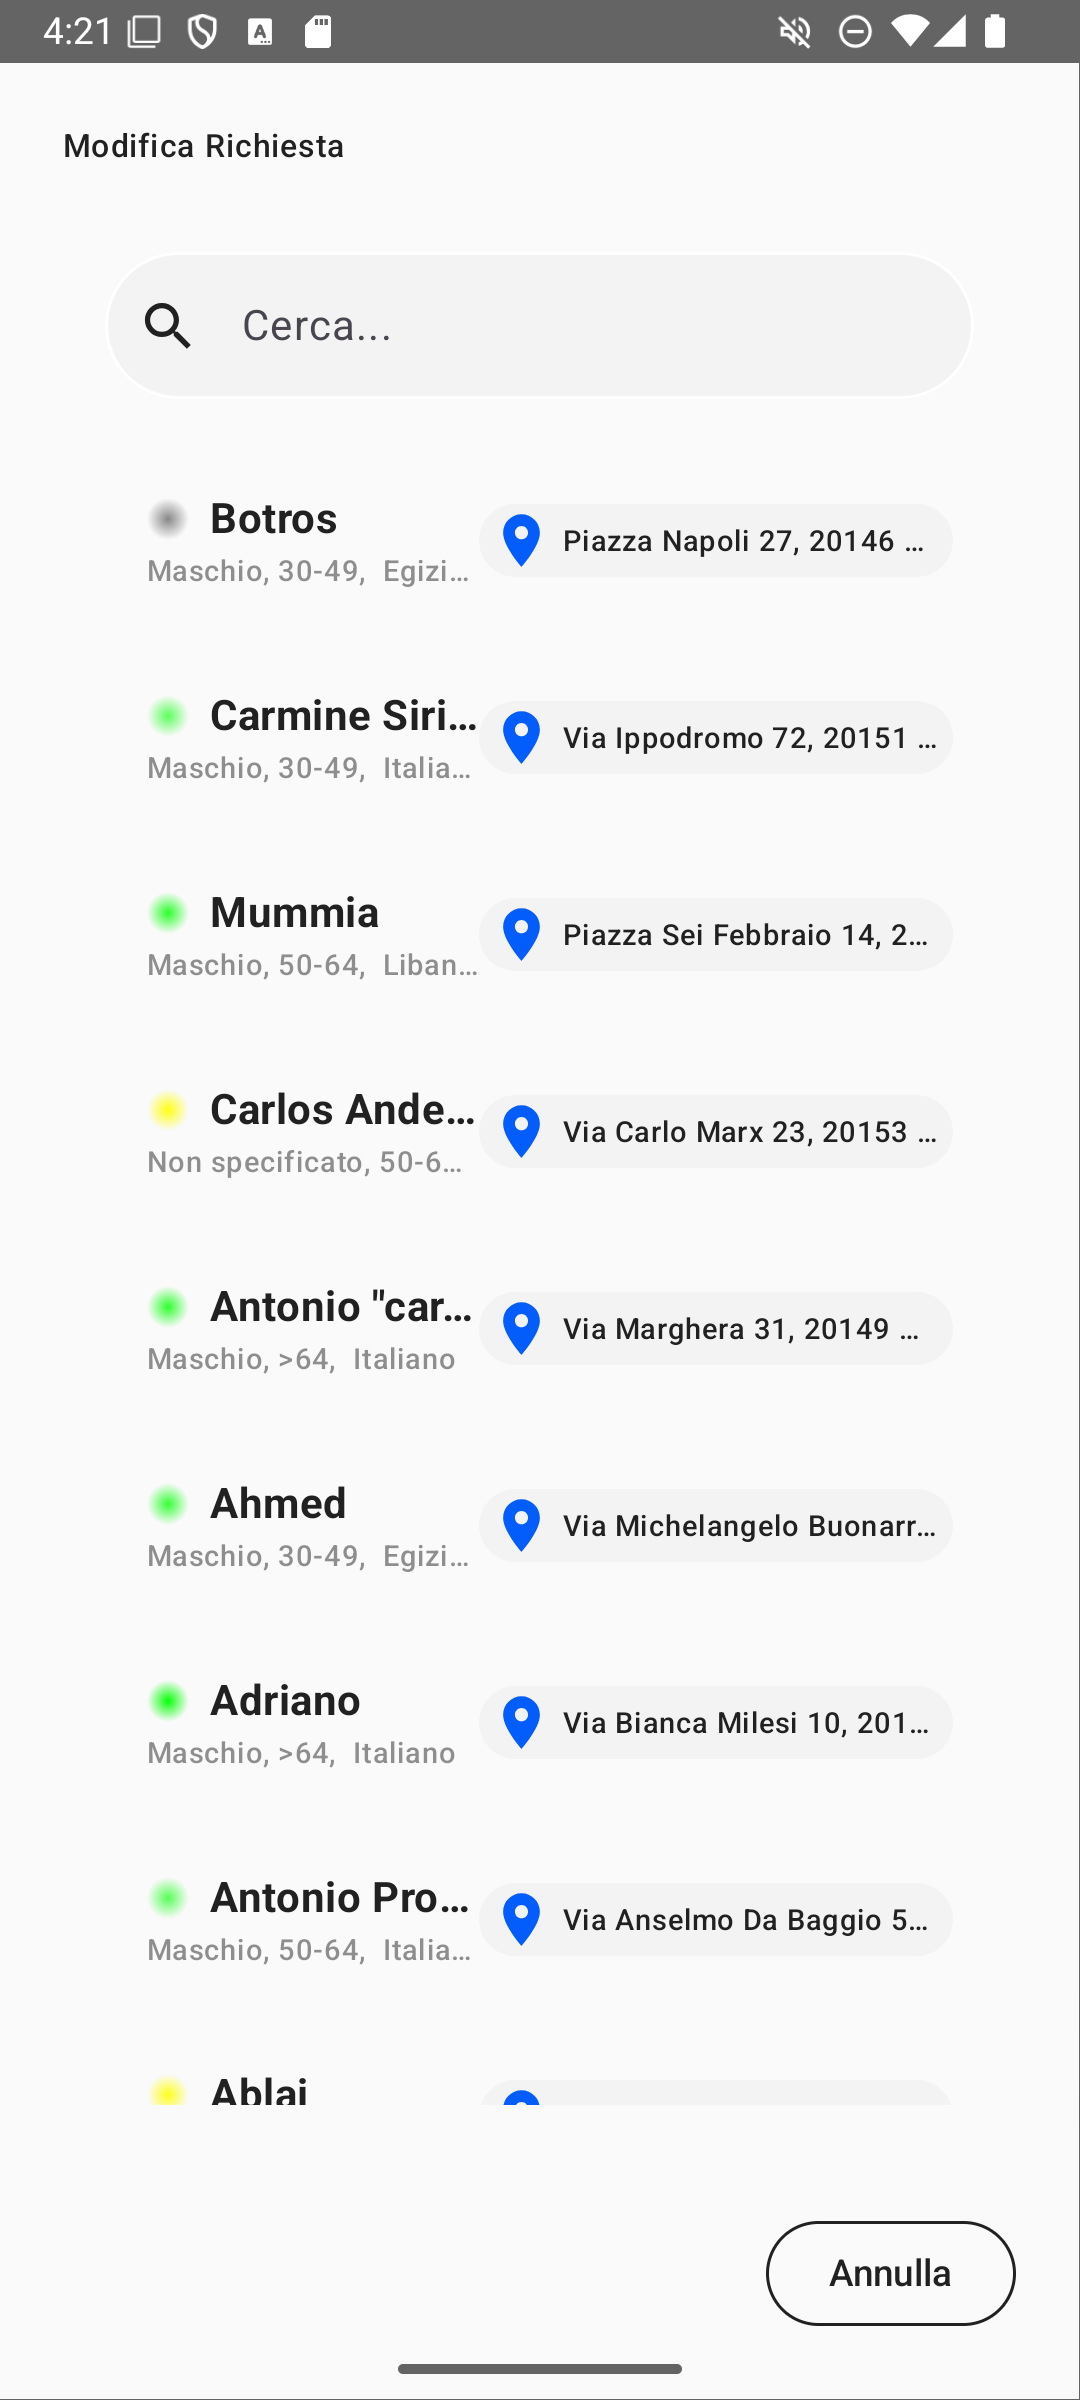 4:21
Modifica Richiesta
Cerca...
Botros
Maschio, 30-49, Egizi...
Piazza Napoli 27, 20146 ...
Carmine Siri...
Maschio, 30-49, Italia...
Via Ippodromo 72, 20151 ...
Mummia
Maschio, 50-64, Liban...
Piazza Sei Febbraio 14, 2...
Carlos Ande...
Non specificato, 50-6...
Via Carlo Marx 23, 20153 ...
Antonio "car...
Maschio, >64, Italiano
Via Marghera 31, 20149 ...
Ahmed
Maschio, 30-49, Egizi...
Via Michelangelo Buonarr...
Adriano
Maschio, >64, Italiano
Via Bianca Milesi 10, 201...
Antonio Pro...
Maschio, 50-64, Italia...
Via Anselmo Da Baggio 5...
Ablai
Annulla